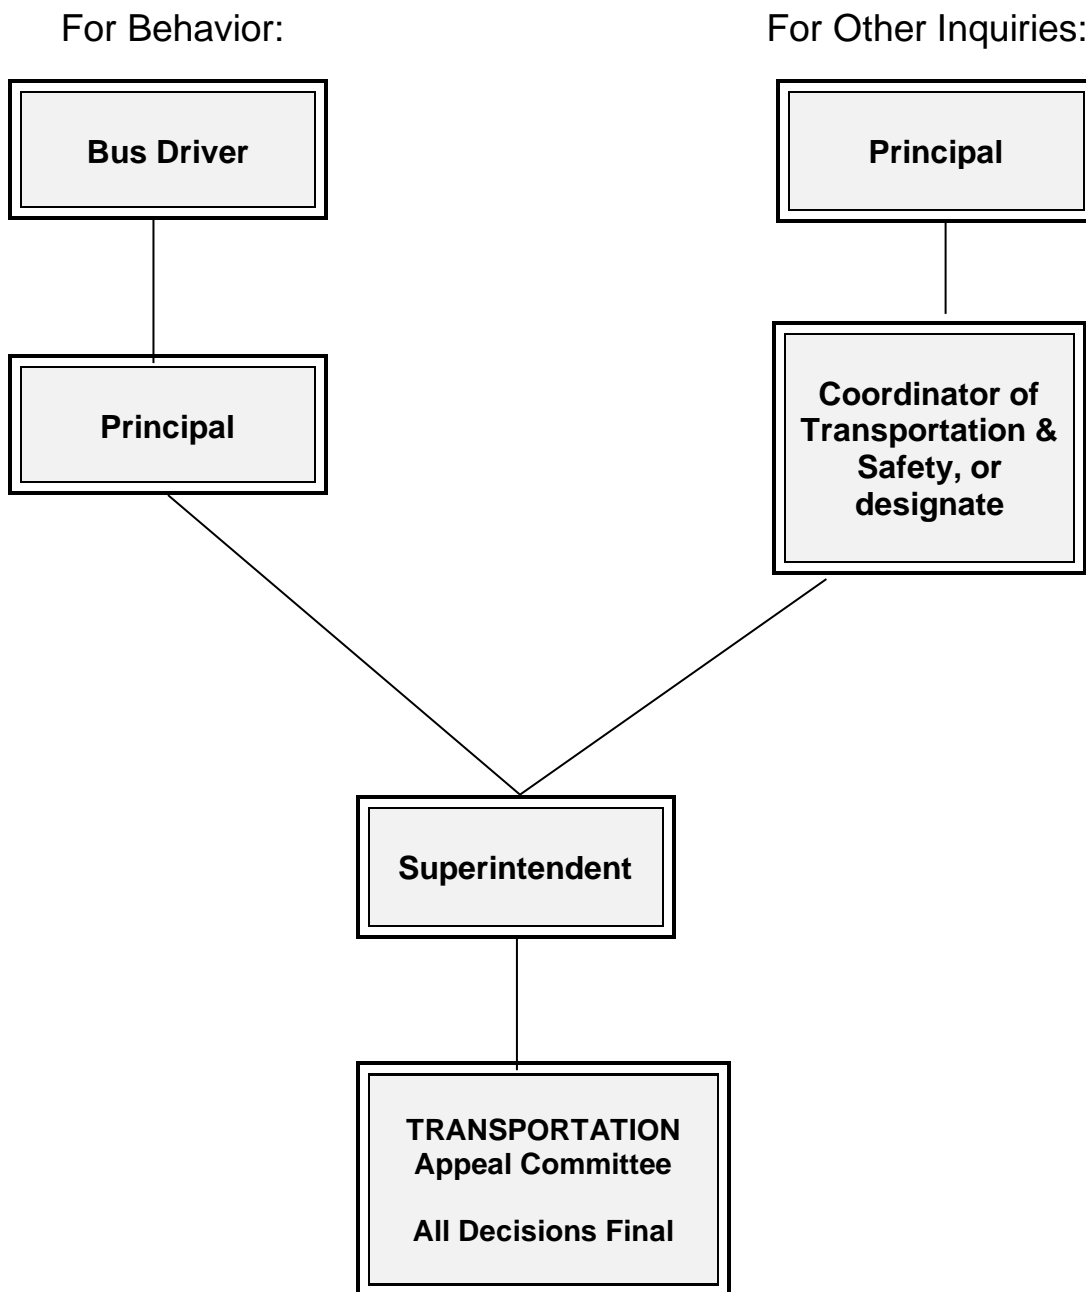 For Behavior:
For Other Inquiries:
Bus Driver
Principal
Principal
Coordinator of
Transportation &
Safety, or
designate
Superintendent
TRANSPORTATION
Appeal Committee
All Decisions Final